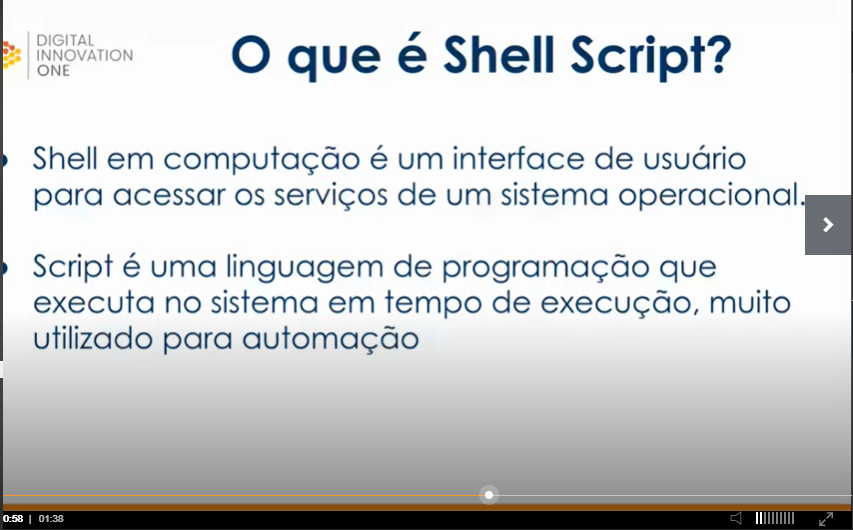 DIGITAL
INNOVATION
ONE
O que é Shell Script?
Shell em computação é um interface de usuário
para acessar os serviços de um sistema operacional.
Script é uma linguagem de programação que
executa no sistema em tempo de execução, muito
utilizado para automação
0:58 | 01:38